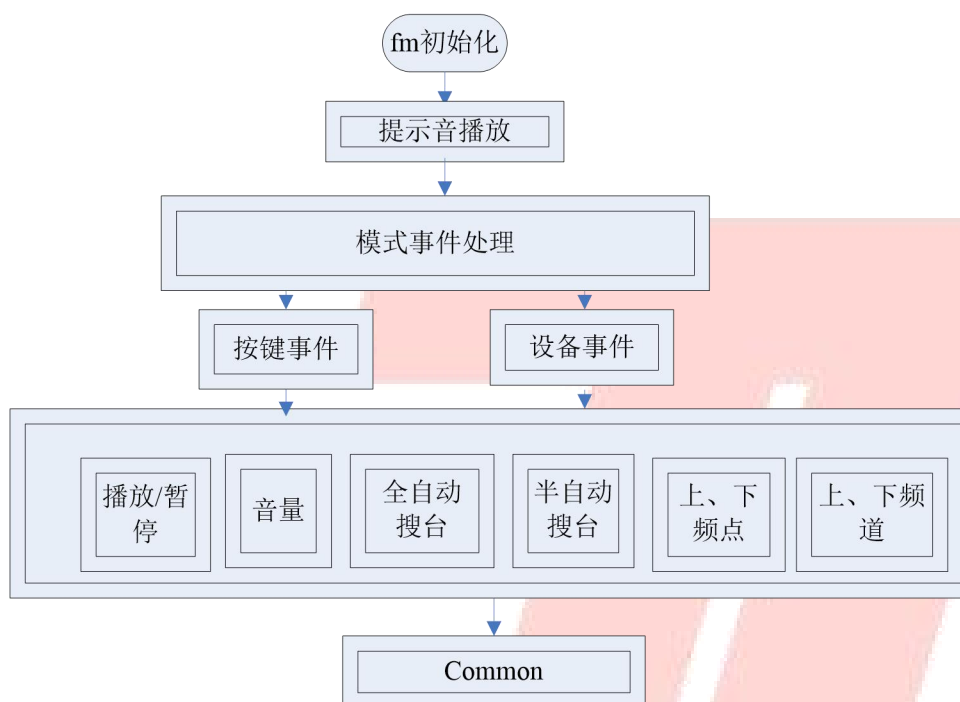 fm初始化
提示音播放
模式事件处理
按键事件
设备事件
播放/暂
停
音量
全自动
搜台
半自动
搜台
上、下
频点
上、下频
道
Common